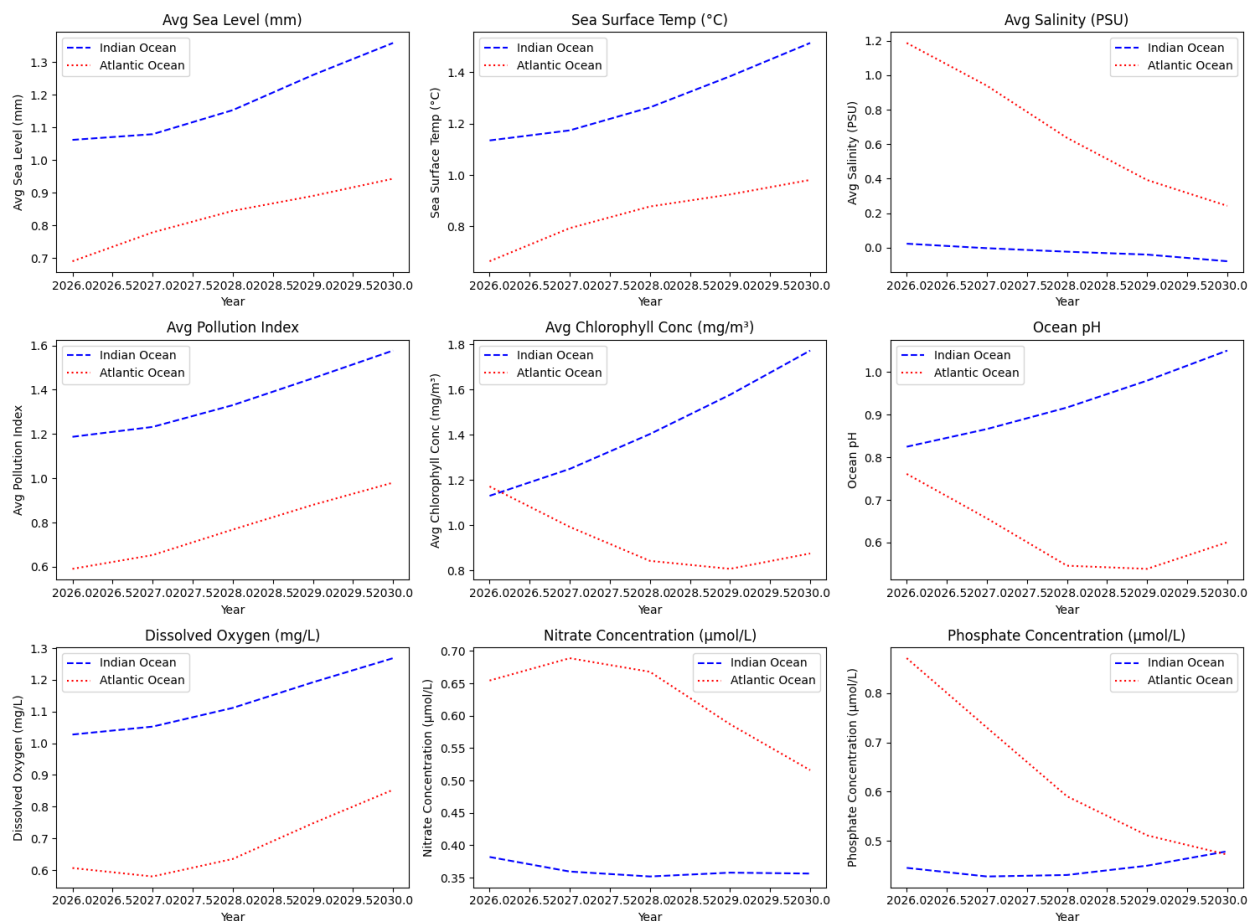 Avg Sea Level (mm)
Avg Sea Level (mm)
1.3
1.2
1.1
1.0
0.9
0.8
0.7
Indian Ocean
Atlantic Ocean
2026.02026.52027.02027.52028.02028.52029.02029.52030.0
Year
Sea Surface Temp (°C)
Sea Surface Temp (°C)
1.4
1.2
1.0
0.8
Indian Ocean
Atlantic Ocean
2026.02026.52027.02027.52028.02028.52029.02029.52030.0
Year
Avg Salinity (PSU)
Avg Salinity (PSU)
1.2
1.0
0.8
0.6
0.4
0.2
0.0
Indian Ocean
Atlantic Ocean
2026.02026.52027.02027.52028.02028.52029.02029.52030.0
Year
Avg Pollution Index
Avg Pollution Index
1.6
1.4
1.2
1.0
0.8
0.6
Indian Ocean
Atlantic Ocean
2026.02026.52027.02027.52028.02028.52029.02029.52030.0
Year
Avg Chlorophyll Conc (mg/m³)
Avg Chlorophyll Conc (mg/m³)
1.8
1.6
1.4
1.2
1.0
0.8
Indian Ocean
Atlantic Ocean
2026.02026.52027.02027.52028.02028.52029.02029.52030.0
Year
Ocean pH
Ocean pH
1.0
0.9
0.8
0.7
0.6
Indian Ocean
Atlantic Ocean
2026.02026.52027.02027.52028.02028.52029.02029.52030.0
Year
Dissolved Oxygen (mg/L)
Dissolved Oxygen (mg/L)
1.3
1.2
1.1
1.0
0.9
0.8
0.7
0.6
Indian Ocean
Atlantic Ocean
2026.02026.52027.02027.52028.02028.52029.02029.52030.0
Year
Nitrate Concentration (μmol/L)
Nitrate Concentration (μmol/L)
0.70
0.65
0.60
0.55
0.50
0.45
0.40
0.35
Indian Ocean
Atlantic Ocean
2026.02026.52027.02027.52028.02028.52029.02029.52030.0
Year
Phosphate Concentration (μmol/L)
Phosphate Concentration (μmol/L)
0.8
0.7
0.6
0.5
Indian Ocean
Atlantic Ocean
2026.02026.52027.02027.52028.02028.52029.02029.52030.0
Year